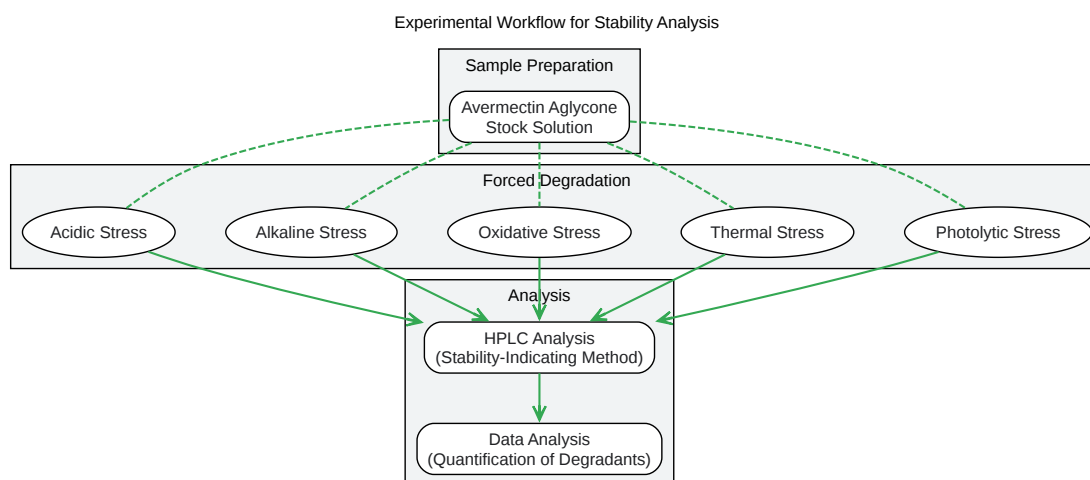 Experimental Workflow for Stability Analysis
Sample Preparation
Avermectin Aglycone
Stock Solution
Forced Degradation
Acidic Stress
Alkaline Stress
Oxidative Stress
Thermal Stress
Photolytic Stress
Analysis
HPLC Analysis
(Stability-Indicating Method)
Data Analysis
(Quantification of Degradants)